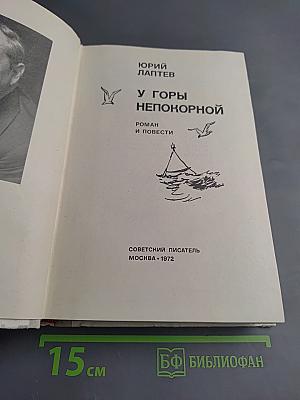 ЮРИЙ
ЛАПТЕВ
У ГОРЫ
НЕПОКОРНОЙ
РОМАН
И ПОВЕСТИ
СОВЕТСКИЙ ПИСАТЕЛЬ
МОСКВА • 1972
15 СМ
БФ БИБЛИОФАН